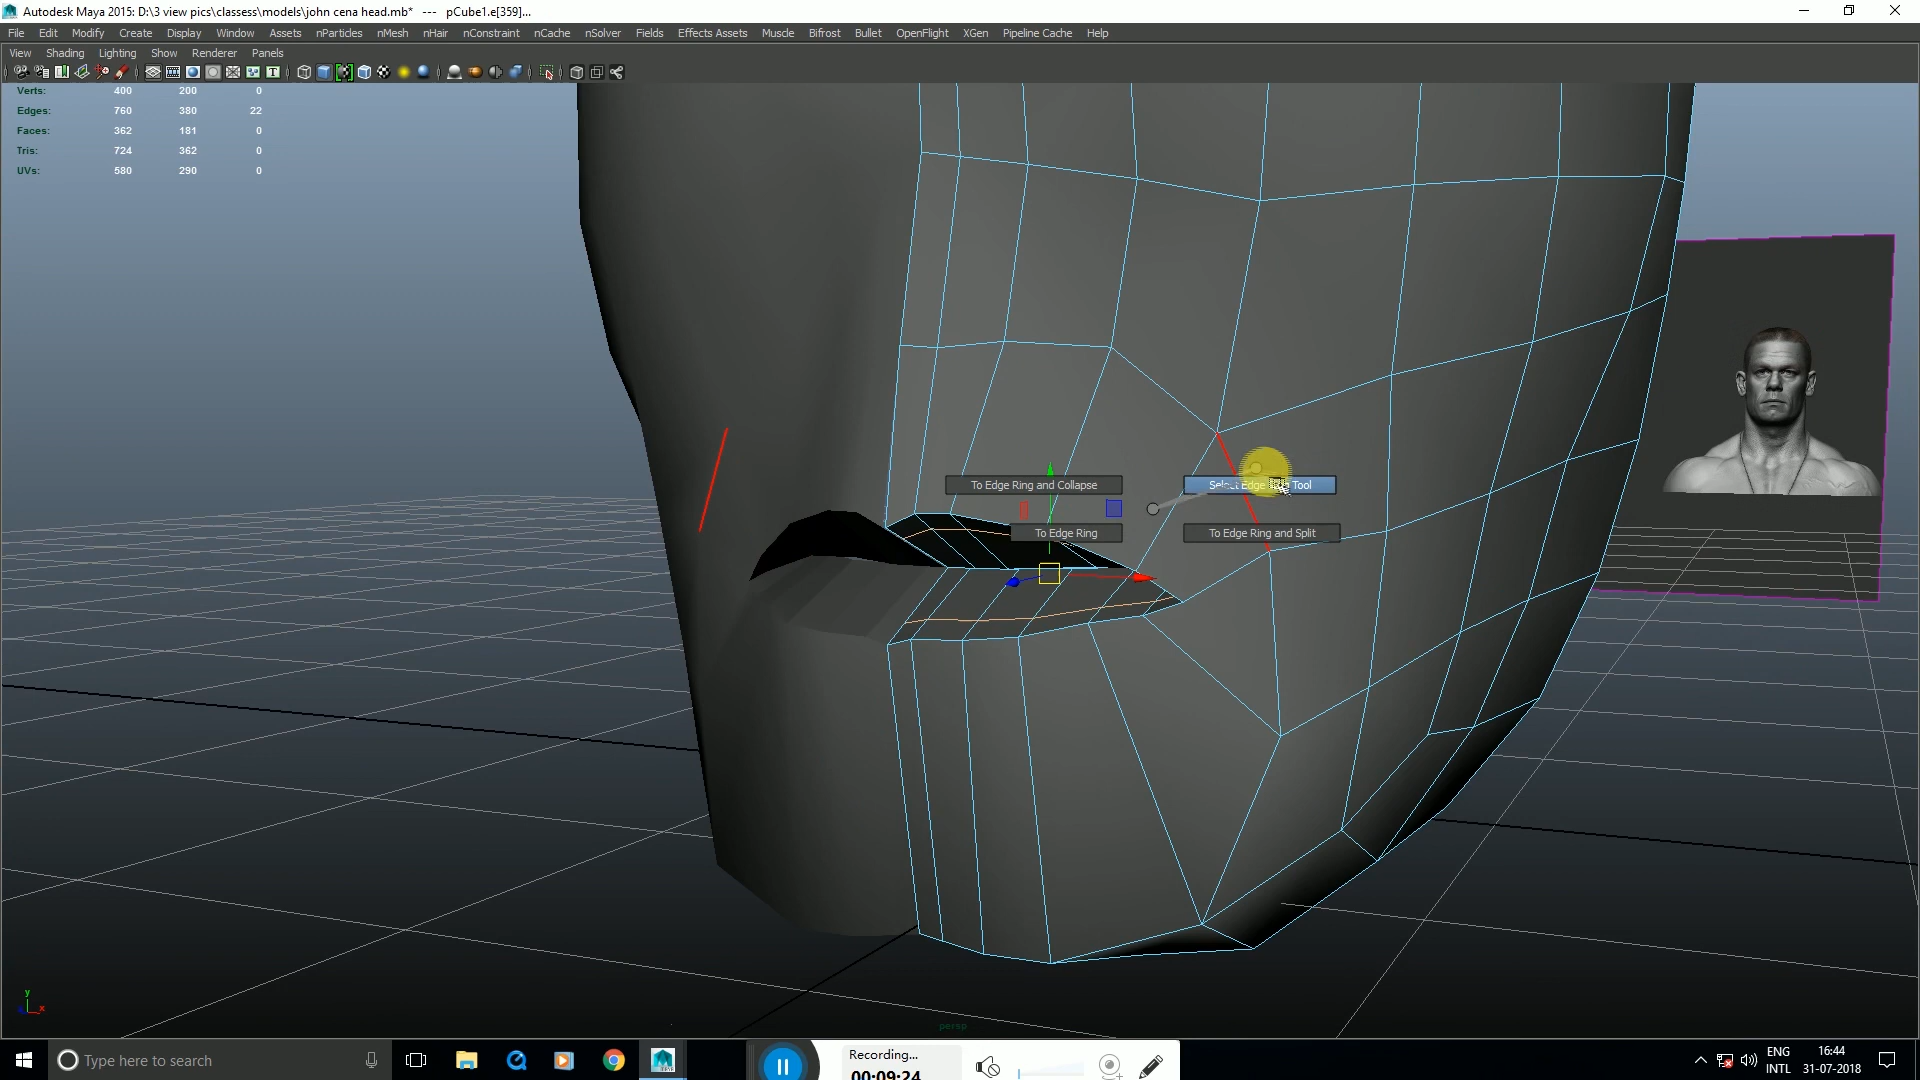 Autodesk Maya 2015: D:\3 view pics\classess\models\john cena head.mb* --- pCube1.e[359]...
File Edit Modify Create Display Window Assets nParticles nMesh nHair nConstraint nCache nSolver Fields Effects Assets Muscle Bifrost Bullet OpenFlight XGen Pipeline Cache Help
View Shading Lighting Show Renderer Panels
Verts: 400 200 0
Edges: 760 380 22
Faces: 362 181 0
Tris: 724 362 0
UVs: 580 290 0
To Edge Ring and Collapse
Select Edge Tool
To Edge Ring
To Edge Ring and Split
y
x
persp
Type here to search
Recording...
00:09:24
ENG
INTL
16:44
31-07-2018